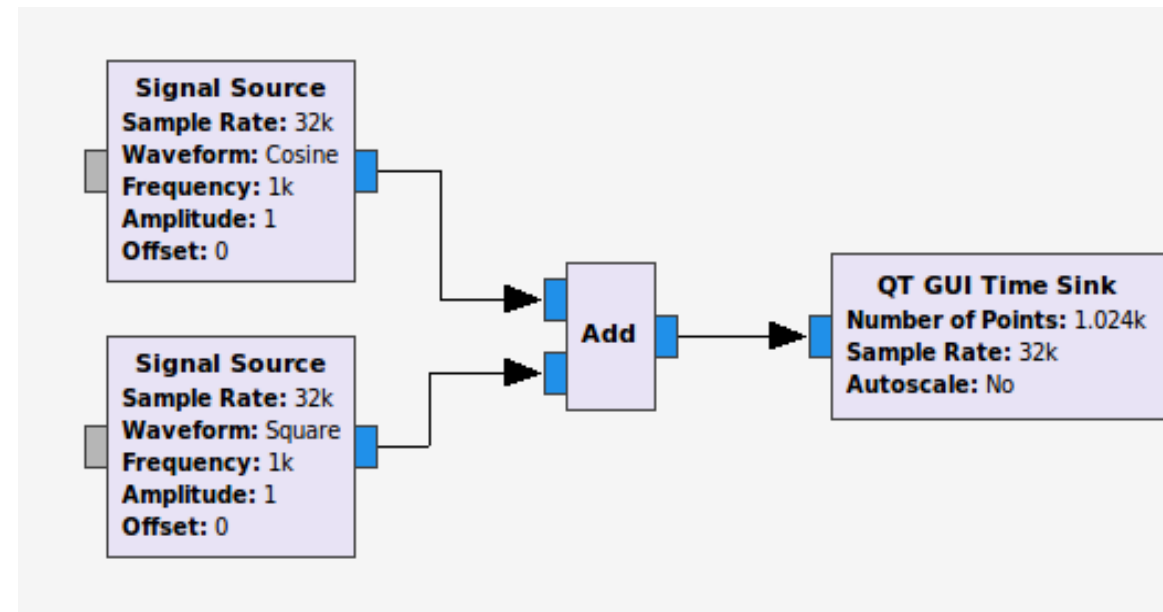 Signal Source
Sample Rate: 32k
Waveform: Cosine
Frequency: 1k
Amplitude: 1
Offset: 0
Signal Source
Sample Rate: 32k
Waveform: Square
Frequency: 1k
Amplitude: 1
Offset: 0
Add
QT GUI Time Sink
Number of Points: 1.024k
Sample Rate: 32k
Autoscale: No